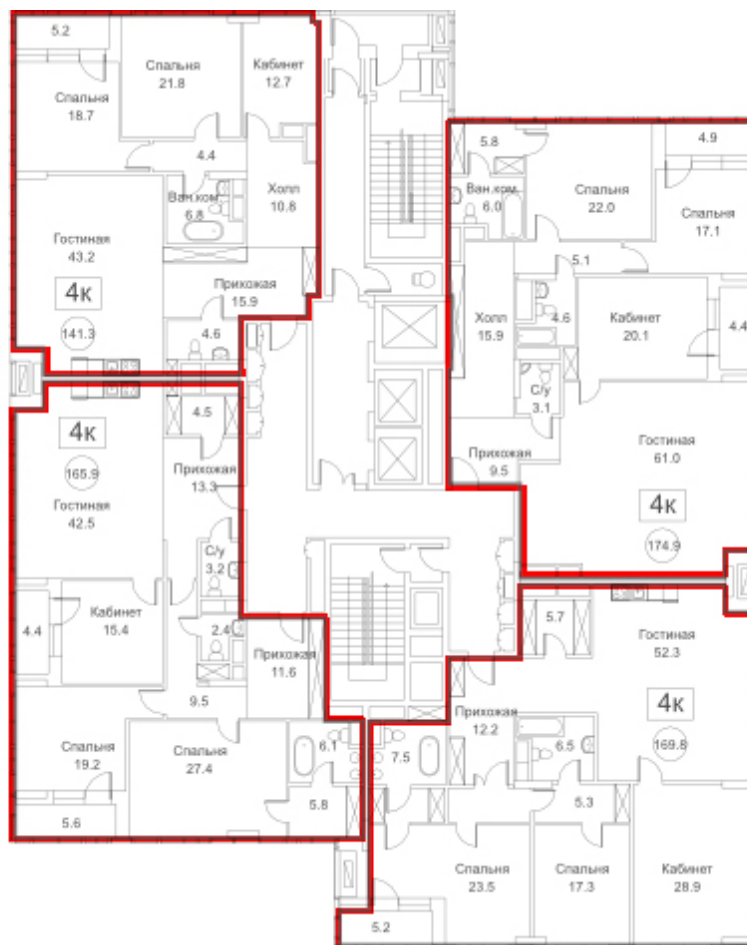 5.2
Спальня
21.8
Кабинет
12.7
Спальня
18.7
4.4
Ван.ком.
6.8
Холл
10.8
Гостиная
43.2
4к
141.3
Прихожая
15.9
4.6
5.8
4.9
Ван.ком.
6.0
Спальня
22.0
Спальня
17.1
5.1
Холл
15.9
4.6
Кабинет
20.1
4.4
С/у
3.1
Прихожая
9.5
Гостиная
61.0
4к
174.9
4к
165.9
Гостиная
42.5
4.5
Прихожая
13.3
С/у
3.2
Кабинет
15.4
4.4
2.4
Прихожая
11.6
9.5
Спальня
19.2
Спальня
27.4
6.1
5.8
5.6
5.7
Гостиная
52.3
4к
169.8
Прихожая
12.2
6.5
7.5
5.3
Спальня
23.5
Спальня
17.3
Кабинет
28.9
5.2